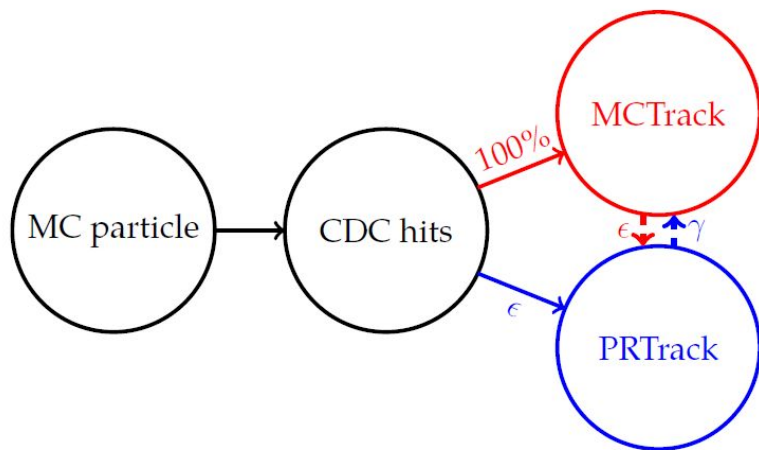 MC particle
CDC hits
100%
MCTrack
ϵ
ϵ
γ
PRTrack